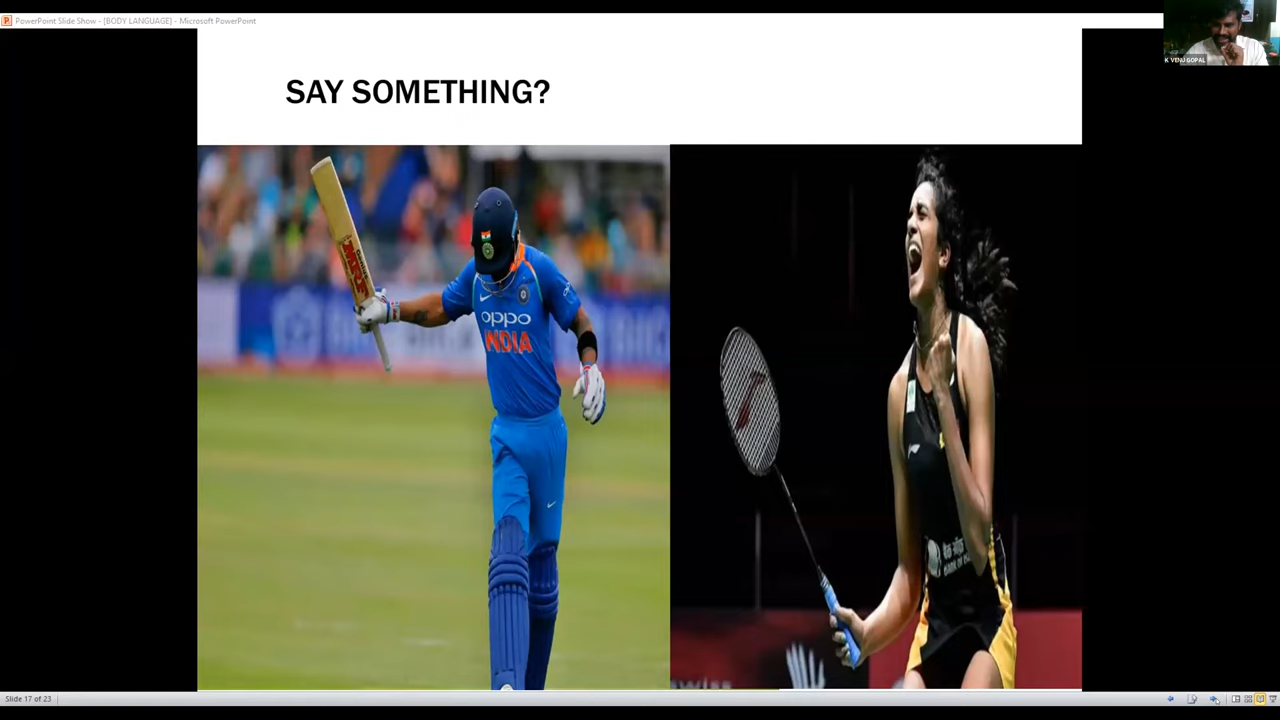 PowerPoint Slide Show - [BODY LANGUAGE] - Microsoft PowerPoint
K VENU GOPAL
SAY SOMETHING?
MRF
oppo
INDIA
Slide 17 of 23